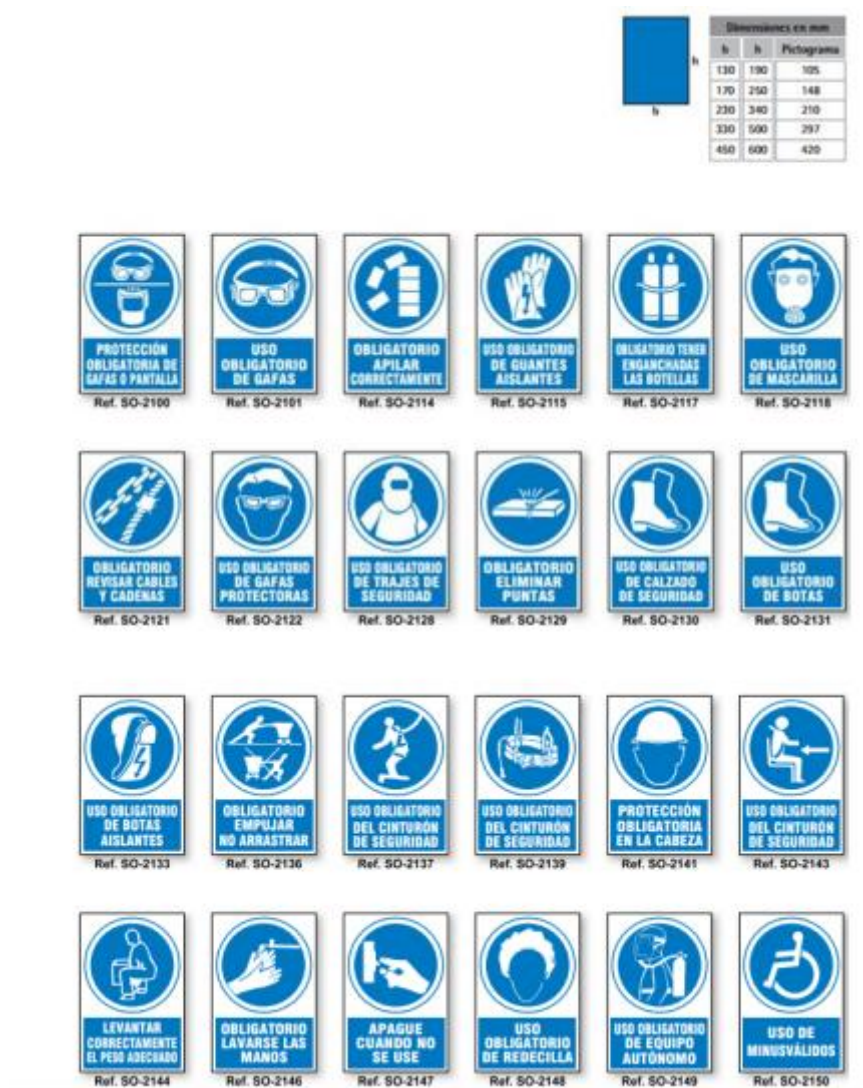 Dimensiones en mm
b h Pictograma
130 190 105
170 250 148
230 340 210
330 500 297
450 600 420
h
b
PROTECCIÓN
OBLIGATORIA DE
GAFAS O PANTALLA
Ref. SO-2100
USO
OBLIGATORIO
DE GAFAS
Ref. SO-2101
OBLIGATORIO
APILAR
CORRECTAMENTE
Ref. SO-2114
USO OBLIGATORIO
DE GUANTES
AISLANTES
Ref. SO-2115
OBLIGATORIO TENER
ENGANCHADAS
LAS BOTELLAS
Ref. SO-2117
USO
OBLIGATORIO
DE MASCARILLA
Ref. SO-2118
OBLIGATORIO
REVISAR CABLES
Y CADENAS
Ref. SO-2121
USO OBLIGATORIO
DE GAFAS
PROTECTORAS
Ref. SO-2122
USO OBLIGATORIO
DE TRAJES DE
SEGURIDAD
Ref. SO-2128
OBLIGATORIO
ELIMINAR
PUNTAS
Ref. SO-2129
USO OBLIGATORIO
DE CALZADO
DE SEGURIDAD
Ref. SO-2130
USO
OBLIGATORIO
DE BOTAS
Ref. SO-2131
USO OBLIGATORIO
DE BOTAS
AISLANTES
Ref. SO-2133
OBLIGATORIO
EMPUJAR
NO ARRASTRAR
Ref. SO-2136
USO OBLIGATORIO
DEL CINTURÓN
DE SEGURIDAD
Ref. SO-2137
USO OBLIGATORIO
DEL CINTURÓN
DE SEGURIDAD
Ref. SO-2139
PROTECCIÓN
OBLIGATORIA
EN LA CABEZA
Ref. SO-2141
USO OBLIGATORIO
DEL CINTURÓN
DE SEGURIDAD
Ref. SO-2143
LEVANTAR
CORRECTAMENTE
EL PESO ADECUADO
Ref. SO-2144
OBLIGATORIO
LAVARSE LAS
MANOS
Ref. SO-2146
APAGUE
CUANDO NO
SE USE
Ref. SO-2147
USO
OBLIGATORIO
DE REDECILLA
Ref. SO-2148
USO OBLIGATORIO
DE EQUIPO
AUTÓNOMO
Ref. SO-2149
USO DE
MINUSVÁLIDOS
Ref. SO-2150